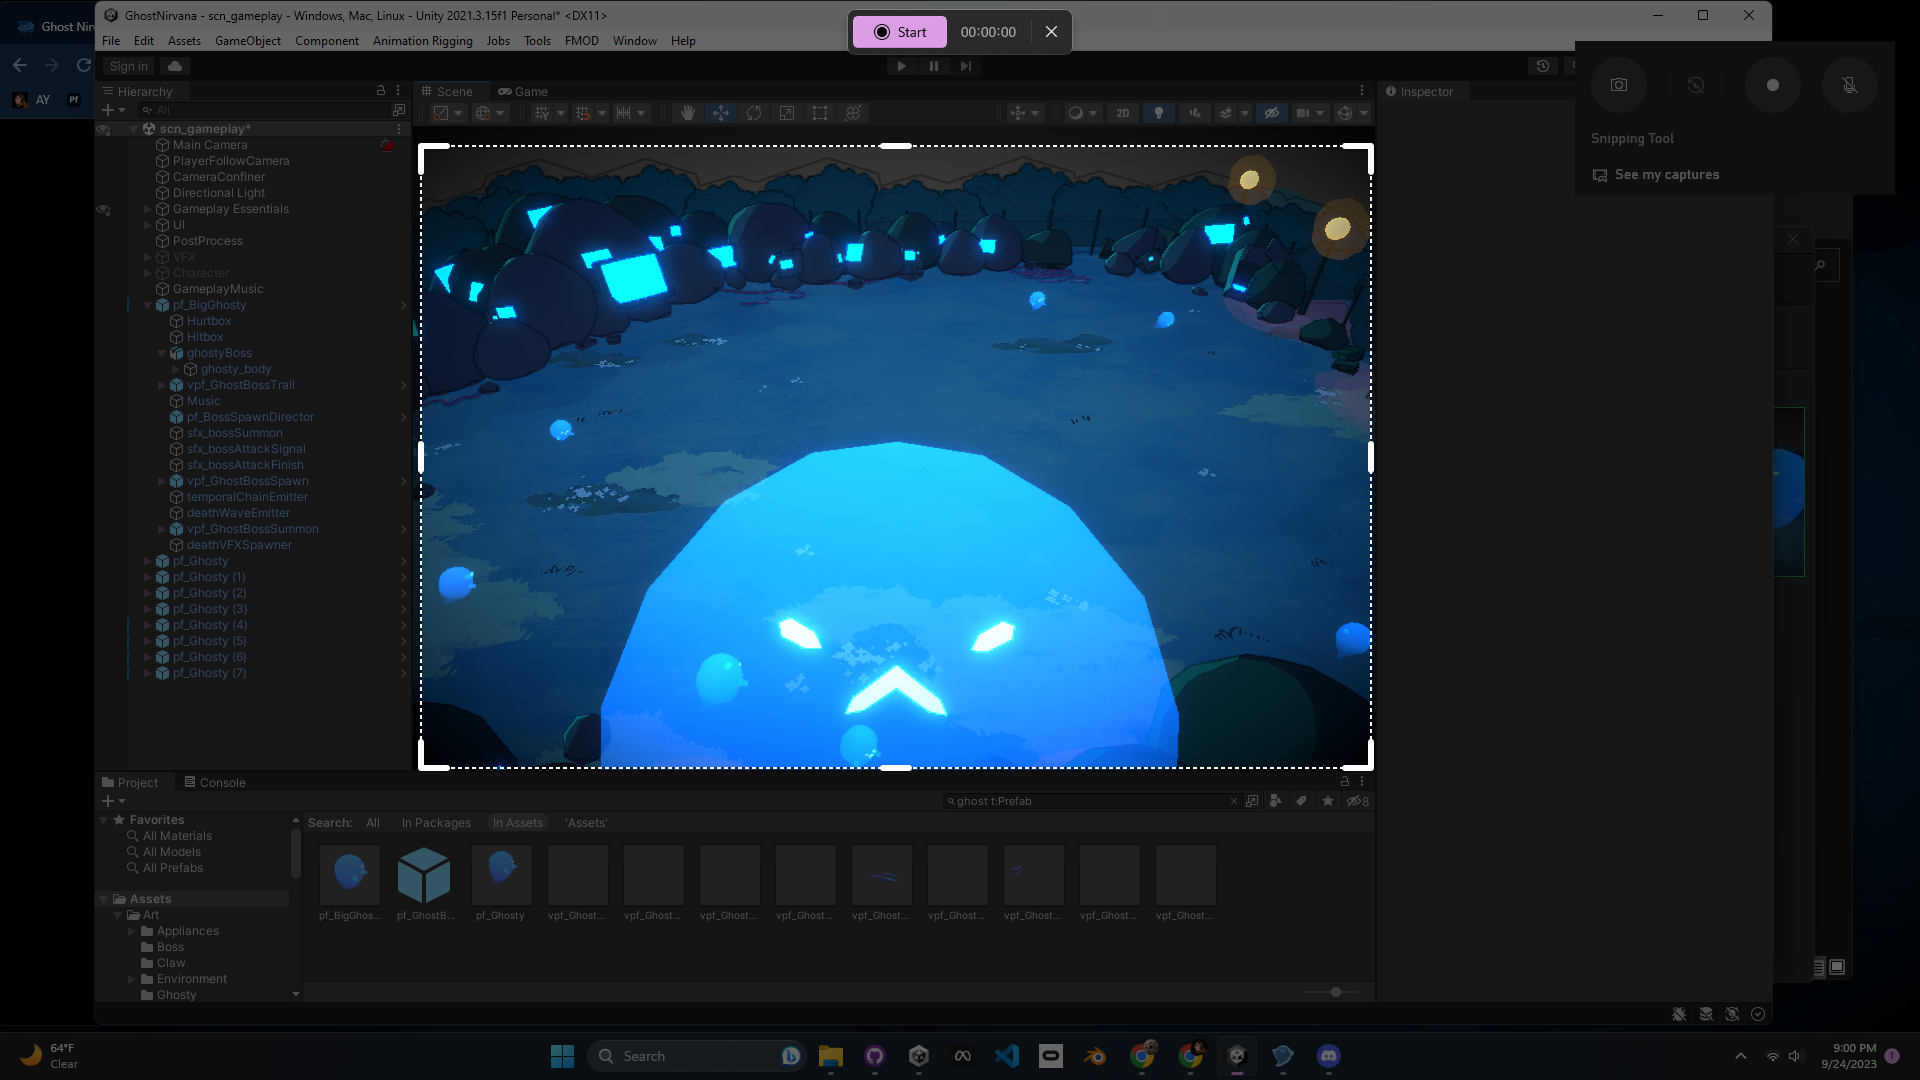 Ghost Nirv
GhostNirvana - scn_gameplay - Windows, Mac, Linux - Unity 2021.3.15f1 Personal* <DX11>
Start
00:00:00
File Edit Assets GameObject Component Animation Rigging Jobs Tools FMOD Window Help
Sign in
AY
Pf
Hierarchy
Scene
Game
Inspector
All
2D
Snipping Tool
See my captures
scn_gameplay*
Main Camera
PlayerFollowCamera
CameraConfiner
Directional Light
Gameplay Essentials
UI
PostProcess
VFX
Character
GameplayMusic
pf_BigGhosty
Hurtbox
Hitbox
ghostyBoss
ghosty_body
vpf_GhostBossTrail
Music
pf_BossSpawnDirector
sfx_bossSummon
sfx_bossAttackSignal
sfx_bossAttackFinish
vpf_GhostBossSpawn
temporalChainEmitter
deathWaveEmitter
vpf_GhostBossSummon
deathVFXSpawner
pf_Ghosty
pf_Ghosty (1)
pf_Ghosty (2)
pf_Ghosty (3)
pf_Ghosty (4)
pf_Ghosty (5)
pf_Ghosty (6)
pf_Ghosty (7)
Project
Console
ghost t:Prefab
8
Favorites
All Materials
All Models
All Prefabs
Assets
Art
Appliances
Boss
Claw
Environment
Ghosty
Search: All In Packages In Assets 'Assets'
pf_BigGhos...
pf_GhostB...
pf_Ghosty
vpf_Ghost...
vpf_Ghost...
vpf_Ghost...
vpf_Ghost...
vpf_Ghost...
vpf_Ghost...
vpf_Ghost...
vpf_Ghost...
vpf_Ghost...
64°F
Clear
Search
9:00 PM
9/24/2023
1